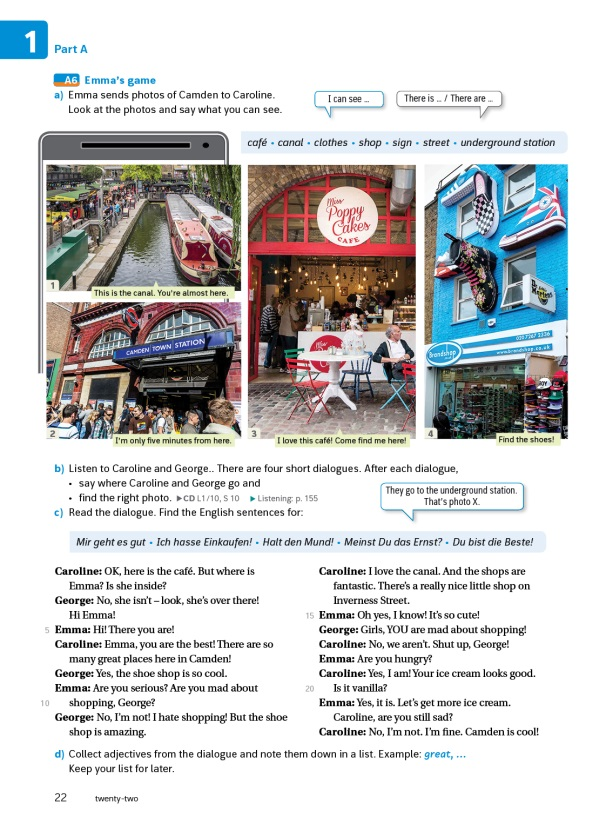 1
Part A
A6 Emma's game
a) Emma sends photos of Camden to Caroline.
Look at the photos and say what you can see.
I can see …
There is … / There are …
café • canal • clothes • shop • sign • street • underground station
1
This is the canal. You're almost here.
CAMDEN TOWN STATION
2
I'm only five minutes from here.
Miss
Poppy
Cakes
CAFE
3
I love this café! Come find me here!
Dr. Martens
020 7267 2226
Brandshop
www.brandshop.co.uk
JOY
4
Find the shoes!
b) Listen to Caroline and George.. There are four short dialogues. After each dialogue,
• say where Caroline and George go and
• find the right photo. ▶CD L1/10, S 10 ▶ Listening: p. 155
They go to the underground station.
That's photo X.
c) Read the dialogue. Find the English sentences for:
Mir geht es gut • Ich hasse Einkaufen! • Halt den Mund! • Meinst Du das Ernst? • Du bist die Beste!
Caroline: OK, here is the café. But where is
Emma? Is she inside?
George: No, she isn't – look, she's over there!
Hi Emma!
5 Emma: Hi! There you are!
Caroline: Emma, you are the best! There are so
many great places here in Camden!
George: Yes, the shoe shop is so cool.
Emma: Are you serious? Are you mad about
10 shopping, George?
George: No, I'm not! I hate shopping! But the shoe
shop is amazing.
Caroline: I love the canal. And the shops are
fantastic. There's a really nice little shop on
Inverness Street.
15 Emma: Oh yes, I know! It's so cute!
George: Girls, YOU are mad about shopping!
Caroline: No, we aren't. Shut up, George!
Emma: Are you hungry?
Caroline: Yes, I am! Your ice cream looks good.
20 Is it vanilla?
Emma: Yes, it is. Let's get more ice cream.
Caroline, are you still sad?
Caroline: No, I'm not. I'm fine. Camden is cool!
d) Collect adjectives from the dialogue and note them down in a list. Example: great, …
Keep your list for later.
22 twenty-two